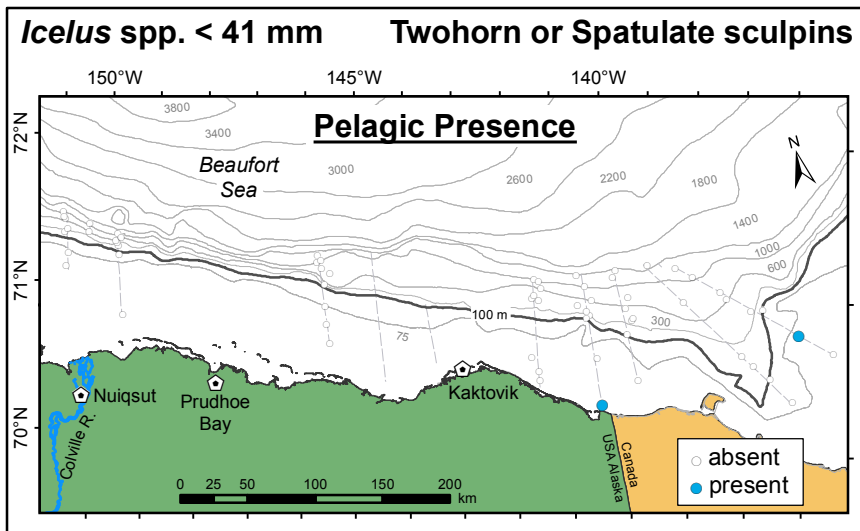 Icelus spp. < 41 mm Twohorn or Spatulate sculpins
150°W 145°W 140°W
72°N
71°N
70°N
Pelagic Presence
Beaufort
Sea
N
3800
3400
3000
2600
2200
1800
1400
1000
600
300
100 m
75
Nuiqsut
Prudhoe
Bay
Kaktovik
Colville R.
USA Alaska
Canada
0 25 50 100 150 200
km
absent
present